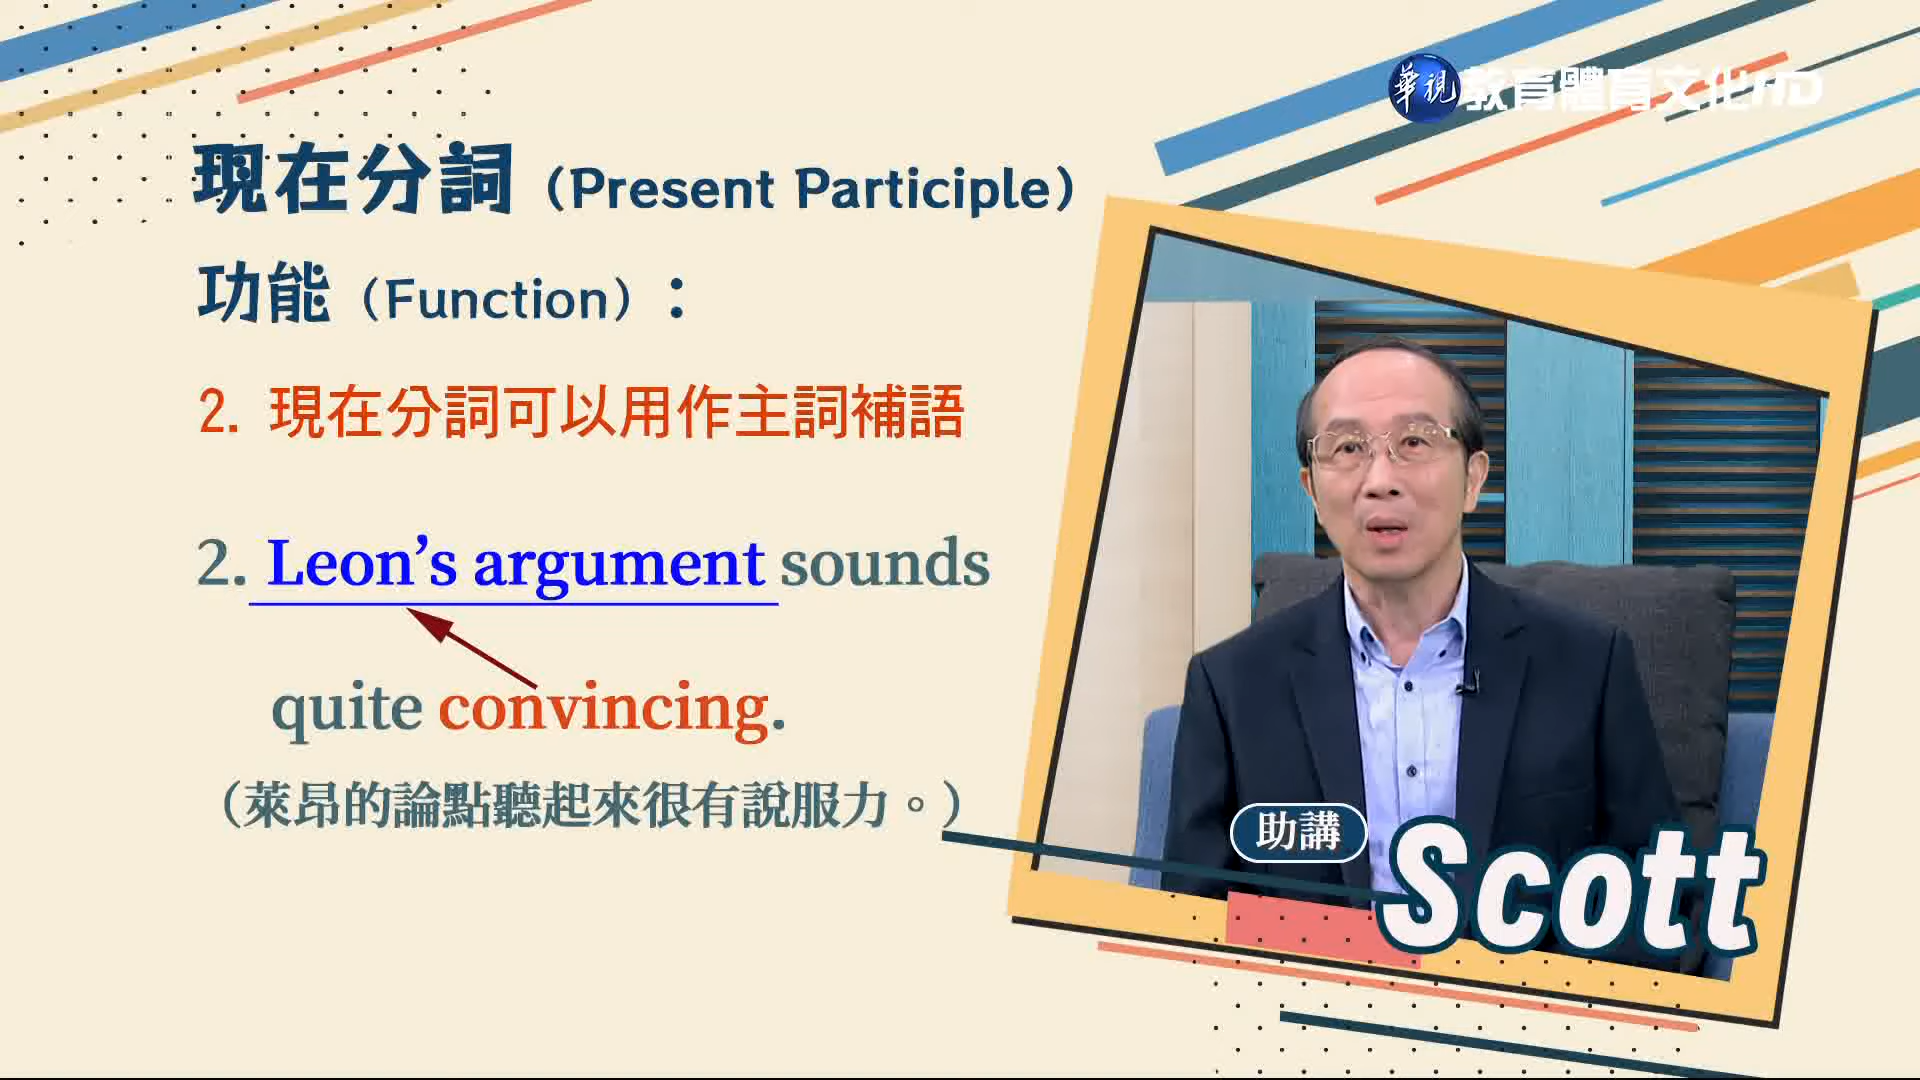 華視 教育體育文化HD
現在分詞（Present Participle）
功能（Function）：
2. 現在分詞可以用作主詞補語
2. Leon’s argument sounds
quite convincing.
（萊昂的論點聽起來很有說服力。）
助講
Scott